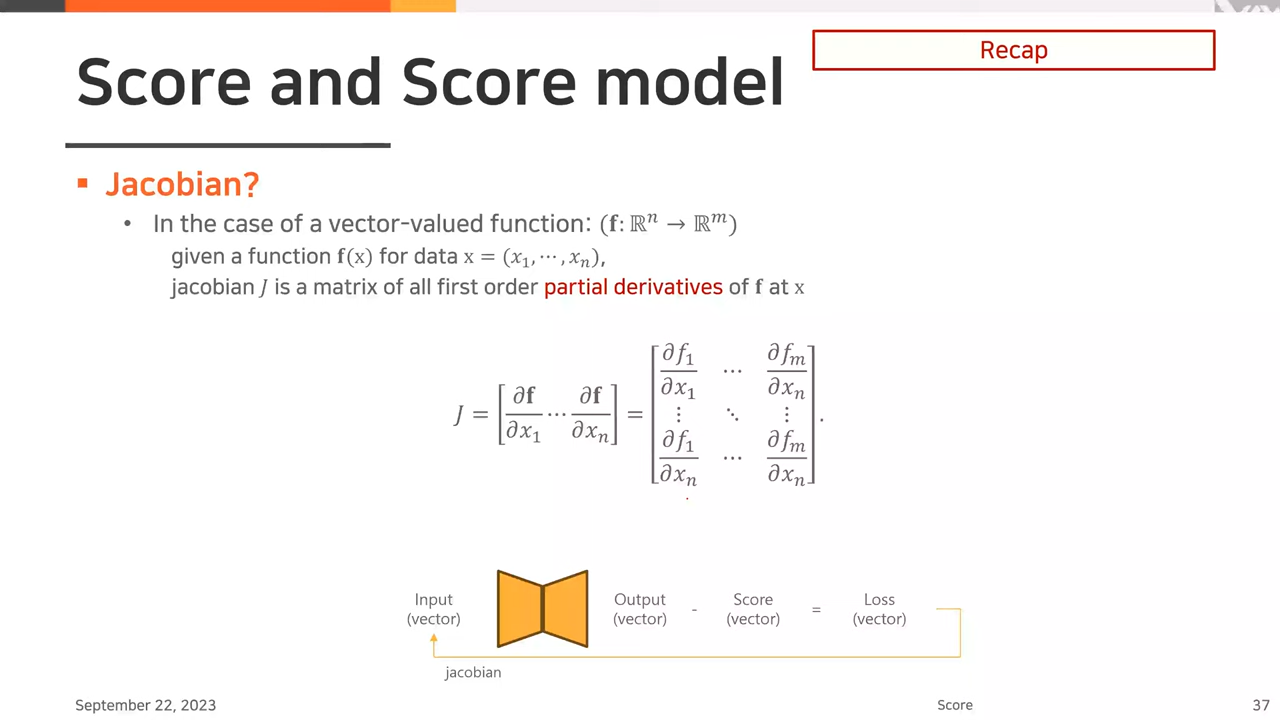 Recap
Score and Score model
▪ Jacobian?
• In the case of a vector-valued function: (𝐟: ℝⁿ → ℝᵐ)
given a function 𝐟(x) for data x = (x₁, ⋯ , xₙ),
jacobian J is a matrix of all first order partial derivatives of 𝐟 at x
J = [∂𝐟/∂x₁ ⋯ ∂𝐟/∂xₙ] = [∂f₁/∂x₁ ⋯ ∂fₘ/∂xₙ
⋮ ⋱ ⋮
∂f₁/∂xₙ ⋯ ∂fₘ/∂xₙ].
Input Output - Score = Loss
(vector) (vector) (vector) (vector)
jacobian
September 22, 2023 Score 37